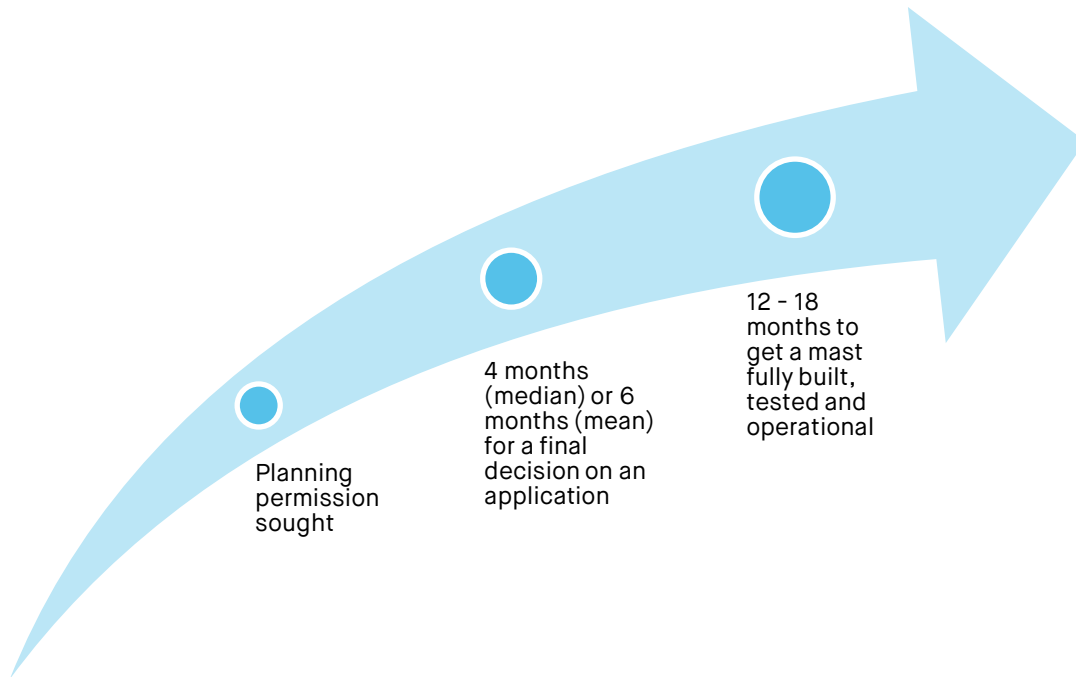 Planning
permission
sought
4 months
(median) or 6
months (mean)
for a final
decision on an
application
12 - 18
months to
get a mast
fully built,
tested and
operational